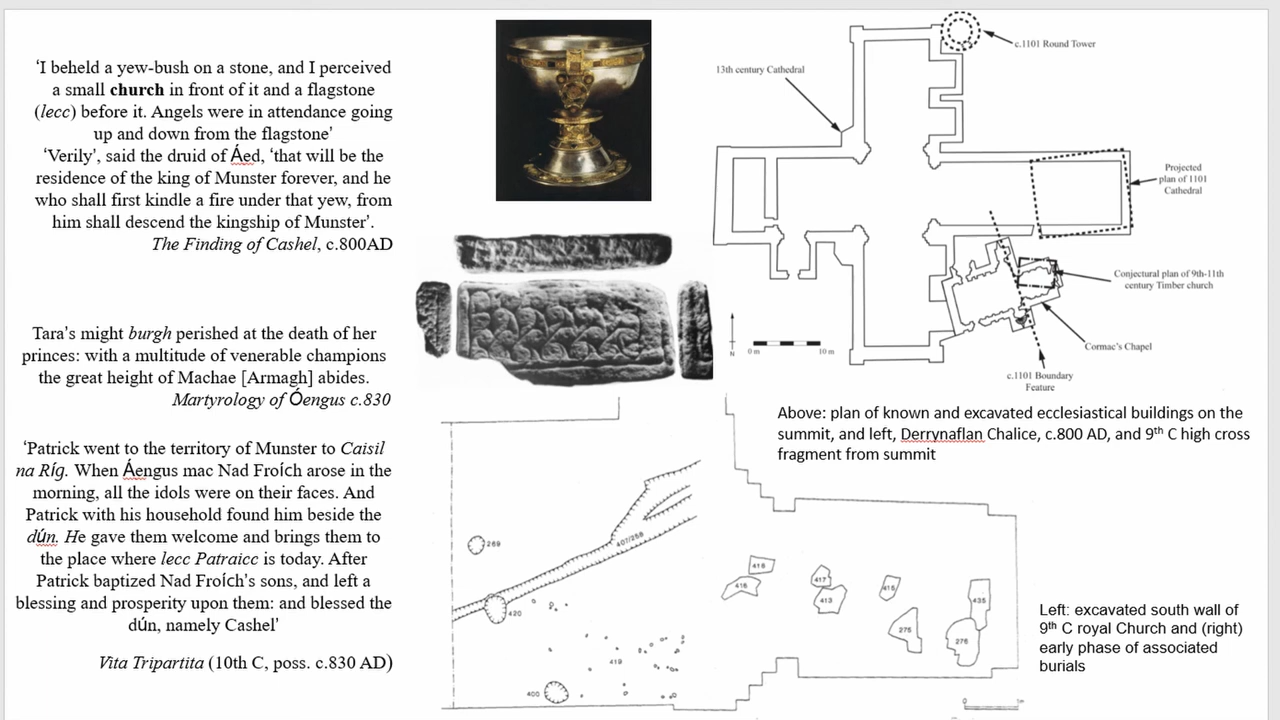 ‘I beheld a yew-bush on a stone, and I perceived
a small church in front of it and a flagstone
(lecc) before it. Angels were in attendance going
up and down from the flagstone’
‘Verily’, said the druid of Áer, ‘that will be the
residence of the king of Munster forever, and he
who shall first kindle a fire under that yew, from
him shall descend the kingship of Munster’.
The Finding of Cashel, c.800AD
Tara’s might burgh perished at the death of her
princes: with a multitude of venerable champions
the great height of Machae [Armagh] abides.
Martyrology of Óengus c.830
‘Patrick went to the territory of Munster to Caisil
na Ríg. When Áengus mac Nad Froích arose in the
morning, all the idols were on their faces. And
Patrick with his household found him beside the
dún. He gave them welcome and brings them to
the place where lecc Patraicc is today. After
Patrick baptized Nad Froích’s sons, and left a
blessing and prosperity upon them: and blessed the
dún, namely Cashel’
Vita Tripartita (10th C, poss. c.830 AD)
c.1101 Round Tower
13th century Cathedral
Projected
plan of 1101
Cathedral
Conjectural plan of 9th-11th
century Timber church
Cormac's Chapel
c.1101 Boundary
Feature
N
0 m
10 m
Above: plan of known and excavated ecclesiastical buildings on the
summit, and left, Derrynaflan Chalice, c.800 AD, and 9th C high cross
fragment from summit
269
407/258
420
419
400
418
416
417
413
415
275
435
276
0
Left: excavated south wall of
9th C royal Church and (right)
early phase of associated
burials